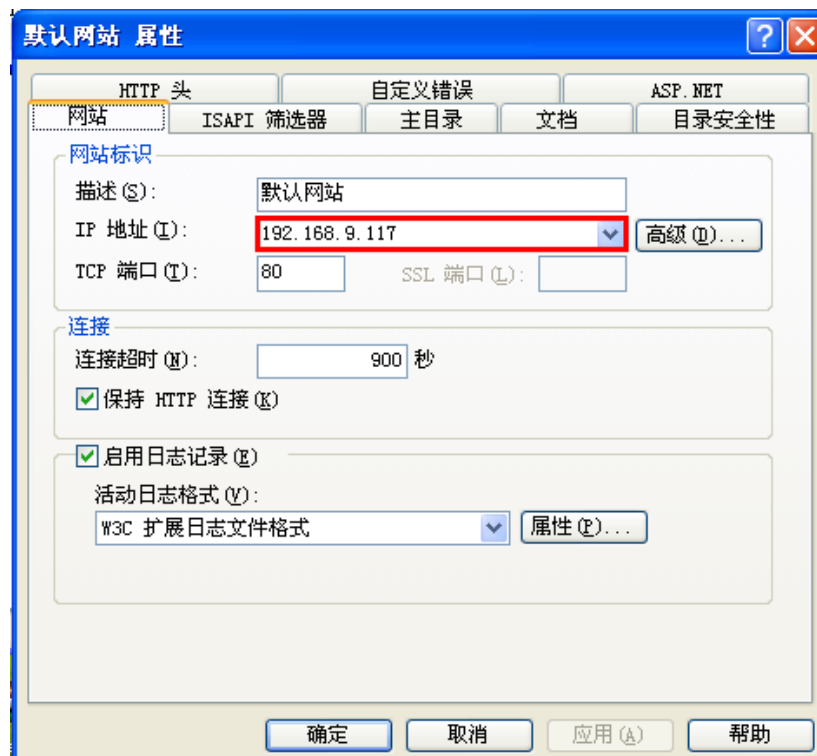 默认网站 属性
HTTP 头 自定义错误 ASP.NET
网站 ISAPI 筛选器 主目录 文档 目录安全性
网站标识
描述(S): 默认网站
IP 地址(I): 192.168.9.117 高级(D)...
TCP 端口(T): 80 SSL 端口(L):
连接
连接超时(N): 900 秒
保持 HTTP 连接(K)
启用日志记录(E)
活动日志格式(V):
W3C 扩展日志文件格式 属性(P)...
确定 取消 应用(A) 帮助